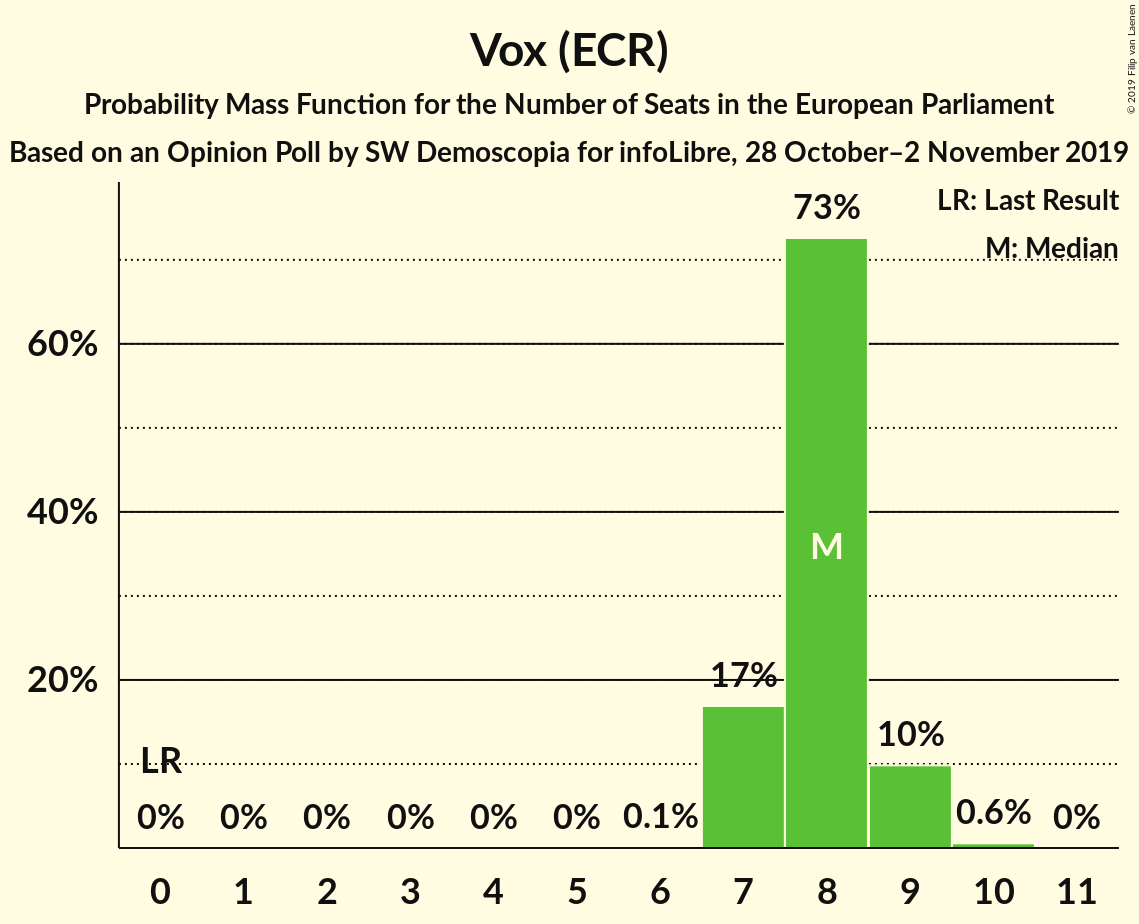 Vox (ECR)
Probability Mass Function for the Number of Seats in the European Parliament
Based on an Opinion Poll by SW Demoscopia for infoLibre, 28 October–2 November 2019
© 2019 Filip van Laenen
LR: Last Result
M: Median
73%
60%
40%
M
20%
17%
10%
LR
0% 0% 0% 0% 0% 0% 0.1% 0.6% 0%
0 1 2 3 4 5 6 7 8 9 10 11